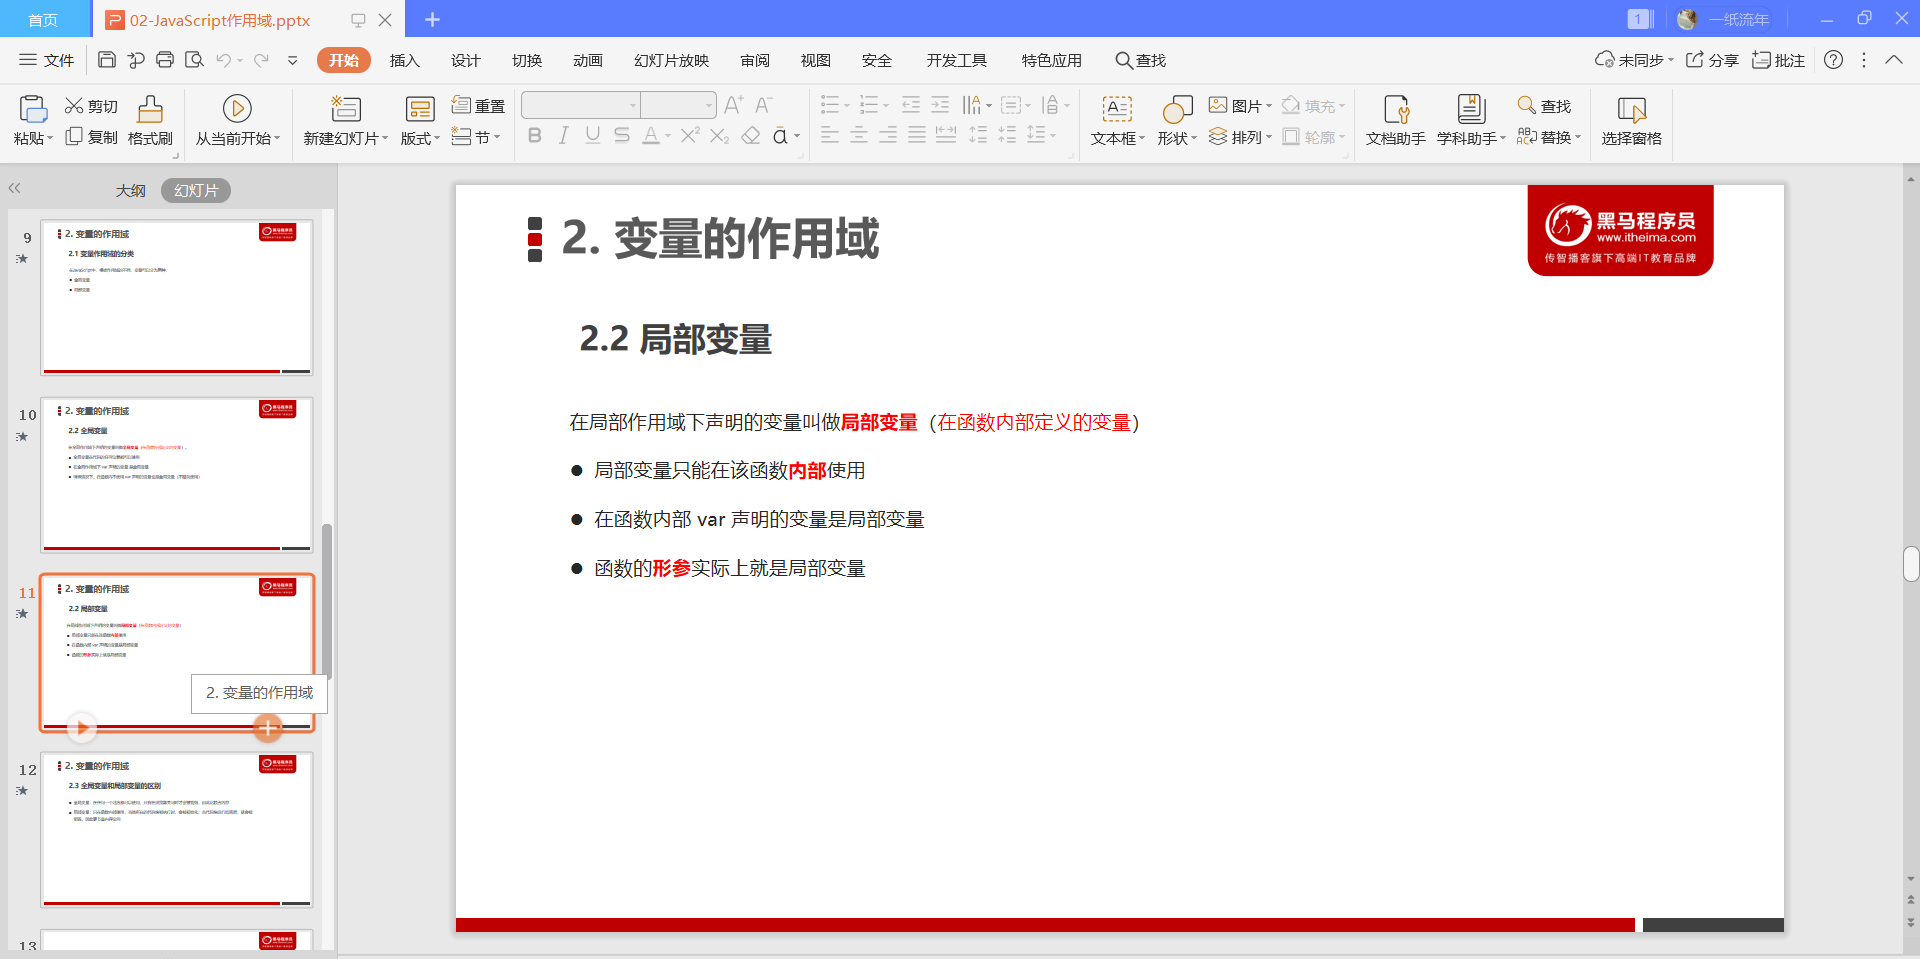 首页
02-JavaScript作用域.pptx
1
一纸流年
文件
开始
插入
设计
切换
动画
幻灯片放映
审阅
视图
安全
开发工具
特色应用
查找
未同步
分享
批注
粘贴
剪切
复制
格式刷
从当前开始
新建幻灯片
版式
重置
节
文本框
形状
图片
排列
填充
轮廓
文档助手
学科助手
查找
替换
选择窗格
大纲
幻灯片
9
2. 变量的作用域
2.1 变量作用域的分类
全局变量
局部变量
10
2. 变量的作用域
2.2 全局变量
11
2. 变量的作用域
2.2 局部变量
2. 变量的作用域
12
2. 变量的作用域
2.3 全局变量和局部变量的区别
13
2. 变量的作用域
黑马程序员
www.itheima.com
传智播客旗下高端IT教育品牌
2.2 局部变量
在局部作用域下声明的变量叫做局部变量（在函数内部定义的变量）
● 局部变量只能在该函数内部使用
● 在函数内部 var 声明的变量是局部变量
● 函数的形参实际上就是局部变量